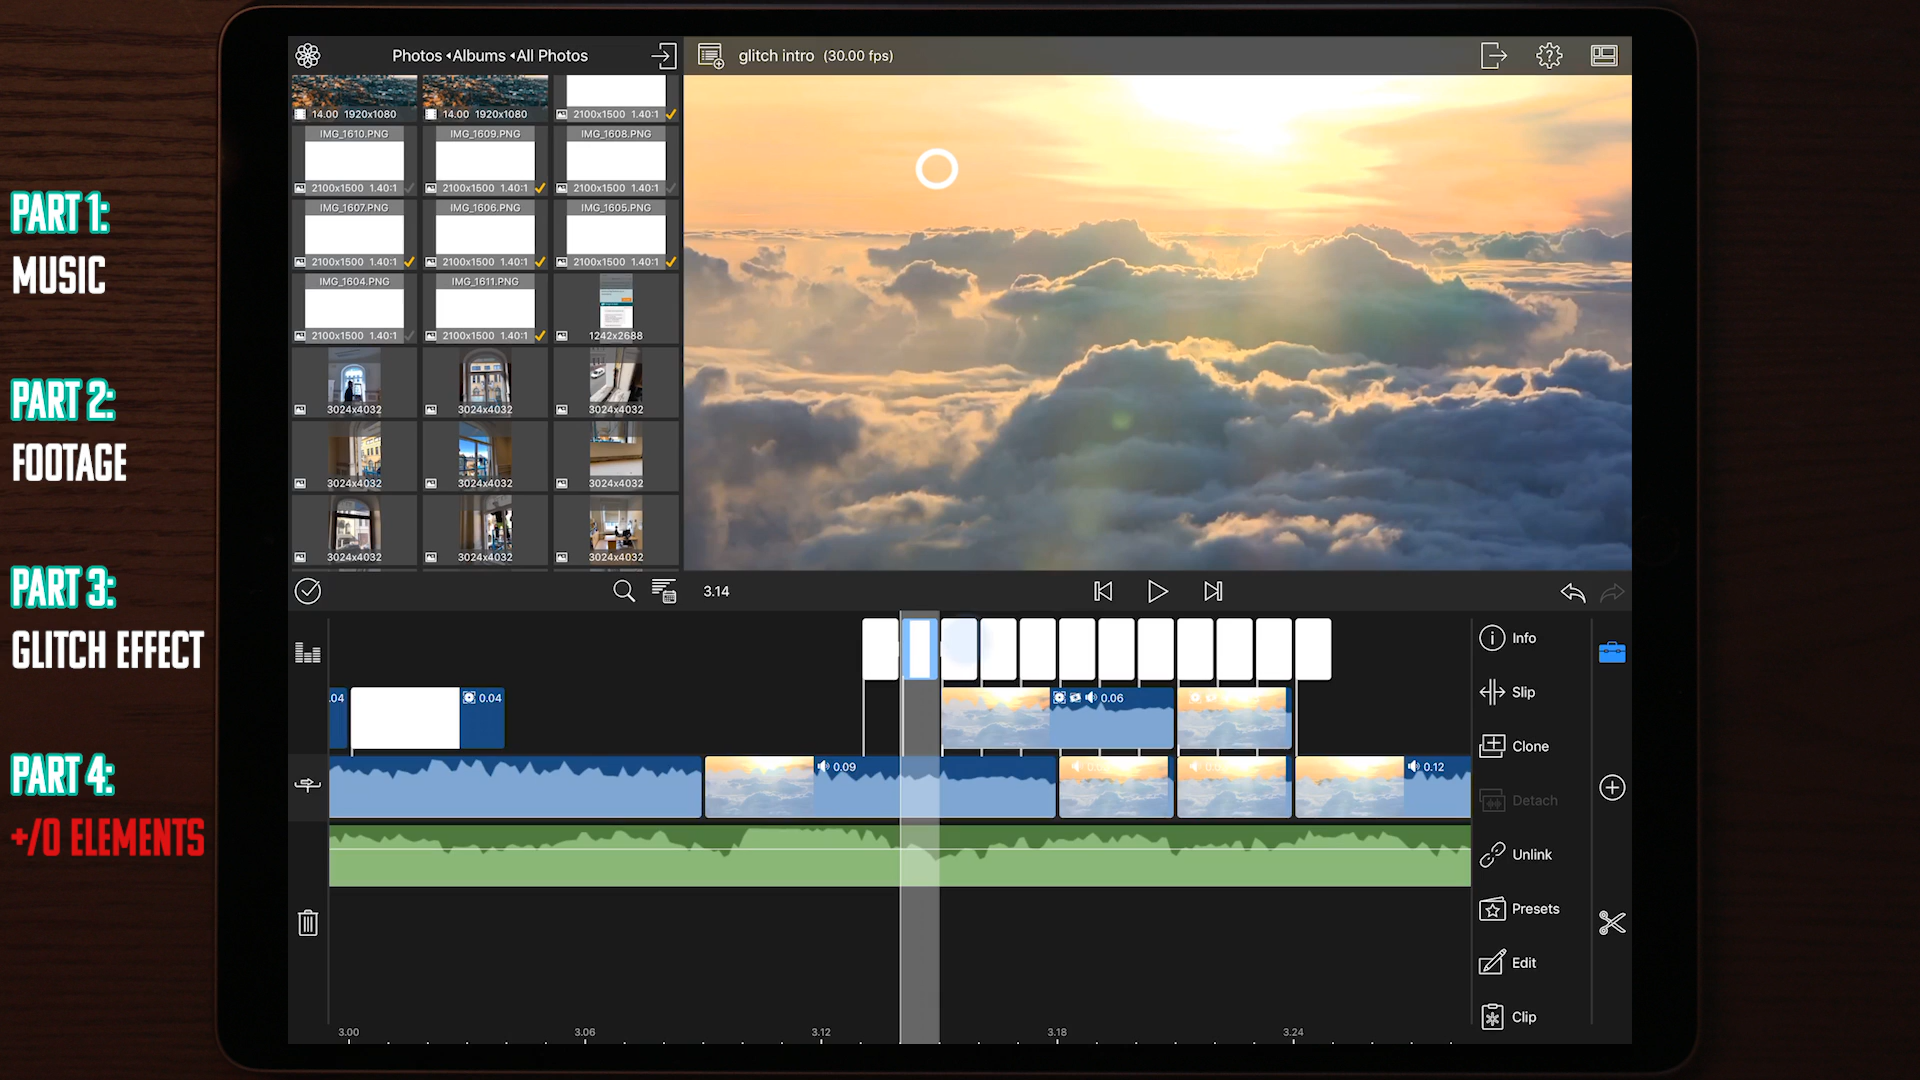 PART 1:
MUSIC
PART 2:
FOOTAGE
PART 3:
GLITCH EFFECT
PART 4:
+/0 ELEMENTS
Photos ◂Albums ◂All Photos
glitch intro (30.00 fps)
14.00 1920x1080
14.00 1920x1080
2100x1500 1.40:1
IMG_1610.PNG
IMG_1609.PNG
IMG_1608.PNG
2100x1500 1.40:1
2100x1500 1.40:1
2100x1500 1.40:1
IMG_1607.PNG
IMG_1606.PNG
IMG_1605.PNG
2100x1500 1.40:1
2100x1500 1.40:1
2100x1500 1.40:1
IMG_1604.PNG
IMG_1611.PNG
2100x1500 1.40:1
2100x1500 1.40:1
1242x2688
3024x4032
3024x4032
3024x4032
3024x4032
3024x4032
3024x4032
3024x4032
3024x4032
3024x4032
3.14
.04
0.04
0.06
0.09
0.12
Info
Slip
Clone
Detach
Unlink
Presets
Edit
Clip
3.00
3.06
3.12
3.18
3.24